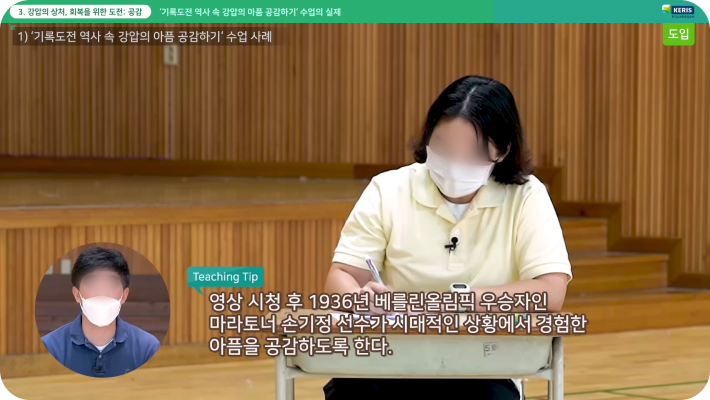 3. 강압의 상처, 회복을 위한 도전: 공감
'기록도전 역사 속 강압의 아픔 공감하기' 수업의 실제
KERIS
1) '기록도전 역사 속 강압의 아픔 공감하기' 수업 사례
도입
Teaching Tip
영상 시청 후 1936년 베를린올림픽 우승자인
마라토너 손기정 선수가 시대적인 상황에서 경험한
아픔을 공감하도록 한다.